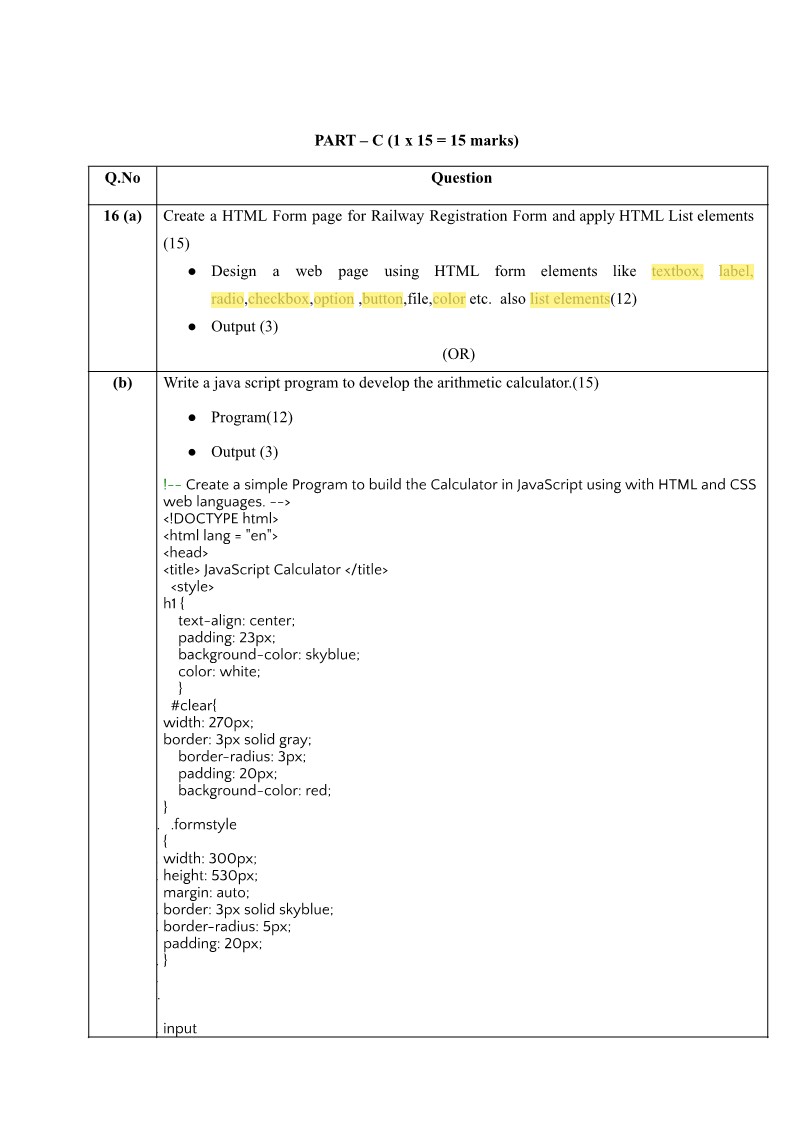 PART – C (1 x 15 = 15 marks)
Q.No Question
16 (a) Create a HTML Form page for Railway Registration Form and apply HTML List elements
(15)
● Design a web page using HTML form elements like textbox, label,
radio,checkbox,option ,button,file,color etc. also list elements(12)
● Output (3)
(OR)
(b) Write a java script program to develop the arithmetic calculator.(15)
● Program(12)
● Output (3)
!-- Create a simple Program to build the Calculator in JavaScript using with HTML and CSS
web languages. -->
<!DOCTYPE html>
<html lang = "en">
<head>
<title> JavaScript Calculator </title>
<style>
h1 {
text-align: center;
padding: 23px;
background-color: skyblue;
color: white;
}
#clear{
width: 270px;
border: 3px solid gray;
border-radius: 3px;
padding: 20px;
background-color: red;
}
. .formstyle
{
width: 300px;
height: 530px;
margin: auto;
border: 3px solid skyblue;
border-radius: 5px;
padding: 20px;
}
.
.
. input